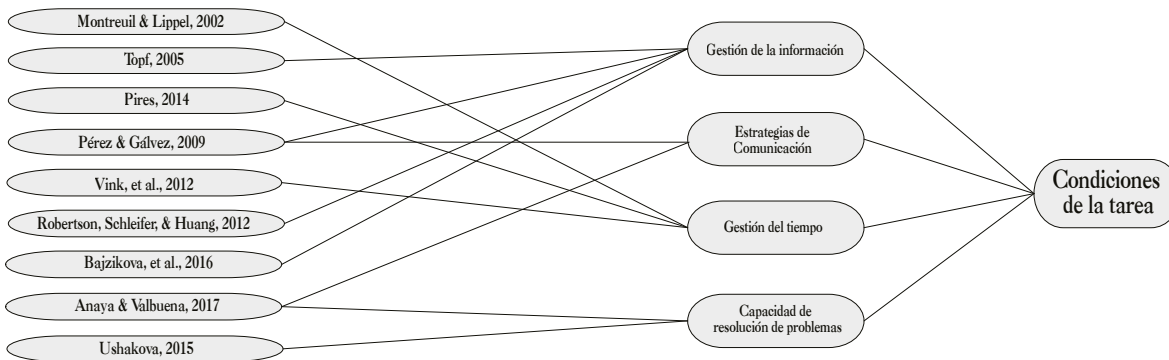 Montreuil & Lippel, 2002
Topf, 2005
Pires, 2014
Pérez & Gálvez, 2009
Vink, et al., 2012
Robertson, Schleifer, & Huang, 2012
Bajzikova, et al., 2016
Anaya & Valbuena, 2017
Ushakova, 2015
Gestión de la información
Estrategias de
Comunicación
Gestión del tiempo
Capacidad de
resolución de problemas
Condiciones
de la tarea